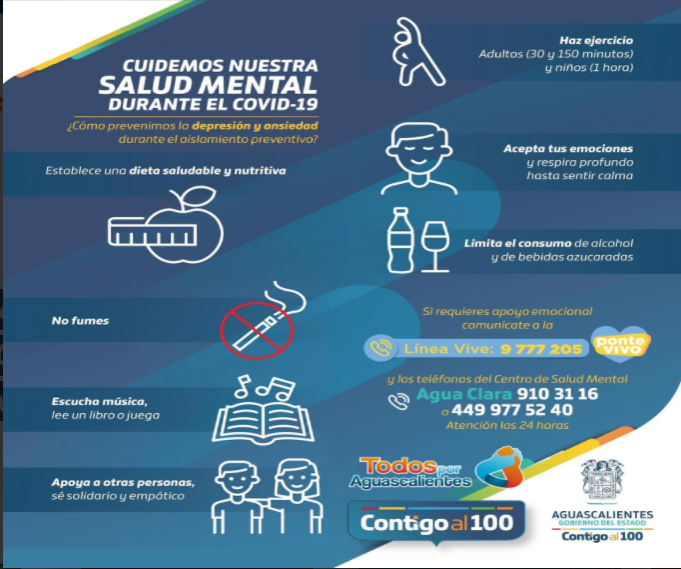 CUIDEMOS NUESTRA
SALUD MENTAL
DURANTE EL COVID-19
¿Cómo prevenimos la depresión y ansiedad
durante el aislamiento preventivo?
Establece una dieta saludable y nutritiva
No fumes
Escucha música,
lee un libro o juega
Apoya a otras personas,
sé solidario y empático
Haz ejercicio
Adultos (30 y 150 minutos)
y niños (1 hora)
Acepta tus emociones
y respira profundo
hasta sentir calma
Limita el consumo de alcohol
y de bebidas azucaradas
Si requieres apoyo emocional
comunícate a la
Línea Vive: 9 777 205
ponte
vivo
y los teléfonos del Centro de Salud Mental
Agua Clara 910 31 16
o 449 977 52 40
Atención las 24 horas
Todos por
Aguascalientes
Contigo al 100
AGUASCALIENTES
GOBIERNO DEL ESTADO
Contigo al 100